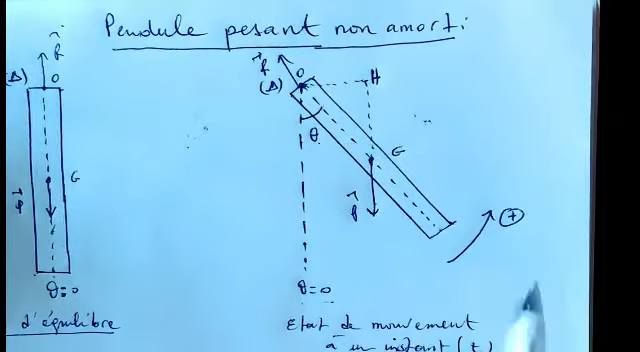 Pendule pesant non amorti
R
(Δ)
O
G
P
θ=0
d'équilibre
R
O
H
(Δ)
θ
G
P
+
θ=0
Etat de mouvement
à un instant (t)